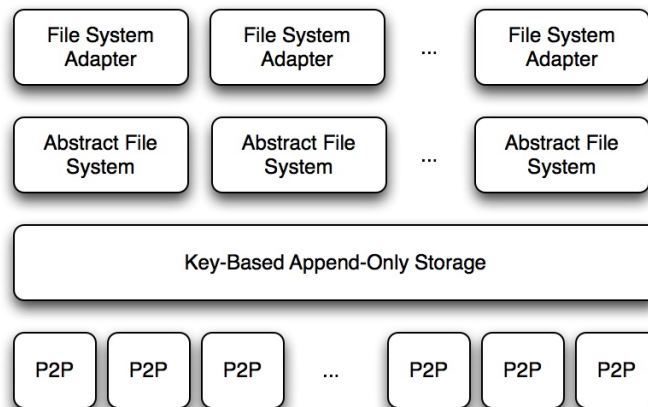 File System File System File System
Adapter Adapter ... Adapter
Abstract File Abstract File Abstract File
System System ... System
Key-Based Append-Only Storage
P2P P2P P2P ... P2P P2P P2P